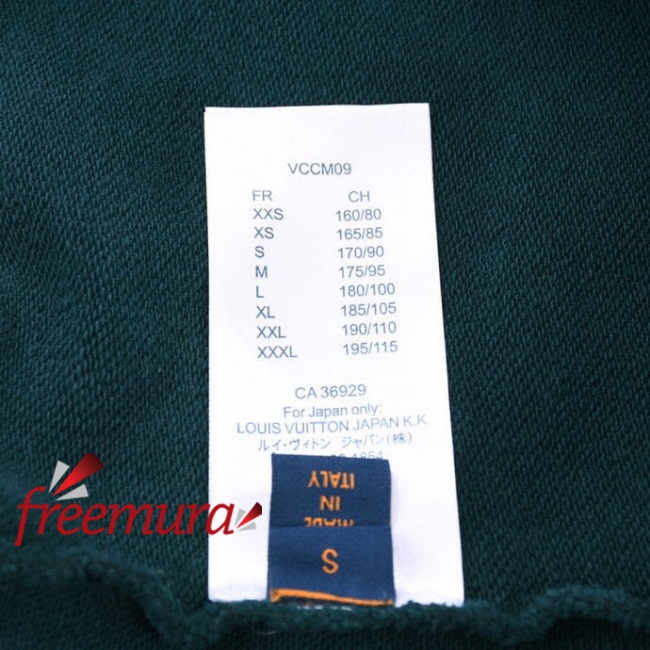 VCCM09
FR CH
XXS 160/80
XS 165/85
S 170/90
M 175/95
L 180/100
XL 185/105
XXL 190/110
XXXL 195/115
CA 36929
For Japan only:
LOUIS VUITTON JAPAN K.K.
ルイ・ヴィトン ジャパン(株)
1854
MADE
IN
ITALY
S
freemura